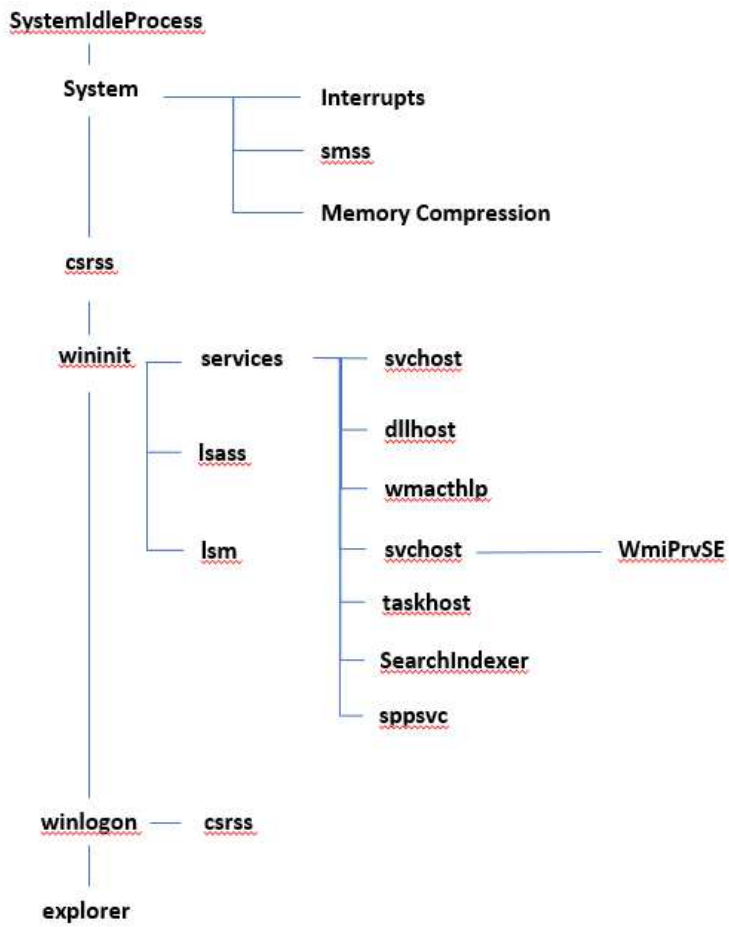 SystemIdleProcess
System
Interrupts
smss
Memory Compression
csrss
wininit
services
svchost
dllhost
lsass
wmacthlp
lsm
svchost
WmiPrvSE
taskhost
SearchIndexer
sppsvc
winlogon
csrss
explorer